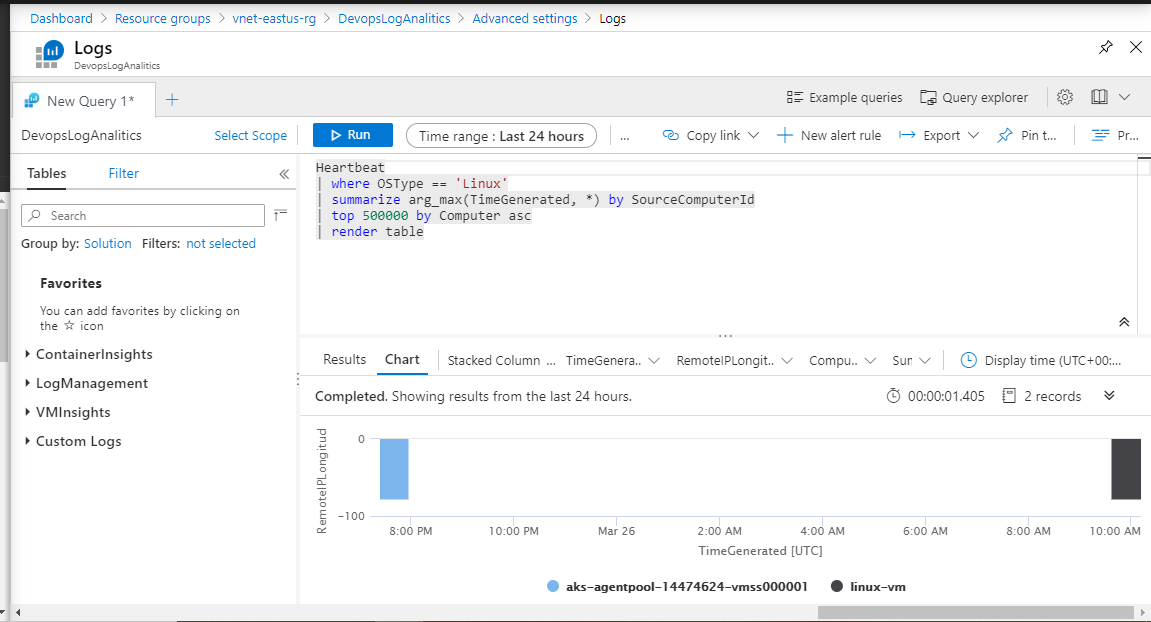 Dashboard > Resource groups > vnet-eastus-rg > DevopsLogAnalitics > Advanced settings > Logs
Logs
DevopsLogAnalitics
New Query 1*
Example queries Query explorer
DevopsLogAnalitics Select Scope Run Time range : Last 24 hours ... Copy link New alert rule Export Pin t... Pr...
Tables Filter
Search
Group by: Solution Filters: not selected
Favorites
You can add favorites by clicking on
the ☆ icon
ContainerInsights
LogManagement
VMInsights
Custom Logs
Heartbeat
| where OSType == 'Linux'
| summarize arg_max(TimeGenerated, *) by SourceComputerId
| top 500000 by Computer asc
| render table
Results Chart Stacked Column ... TimeGenera.. RemoteIPLongit.. Compu.. Sur Display time (UTC+00:...
Completed. Showing results from the last 24 hours. 00:00:01.405 2 records
RemoteIPLongitud
0
-100
8:00 PM 10:00 PM Mar 26 2:00 AM 4:00 AM 6:00 AM 8:00 AM 10:00 AM
TimeGenerated [UTC]
aks-agentpool-14474624-vmss000001 linux-vm